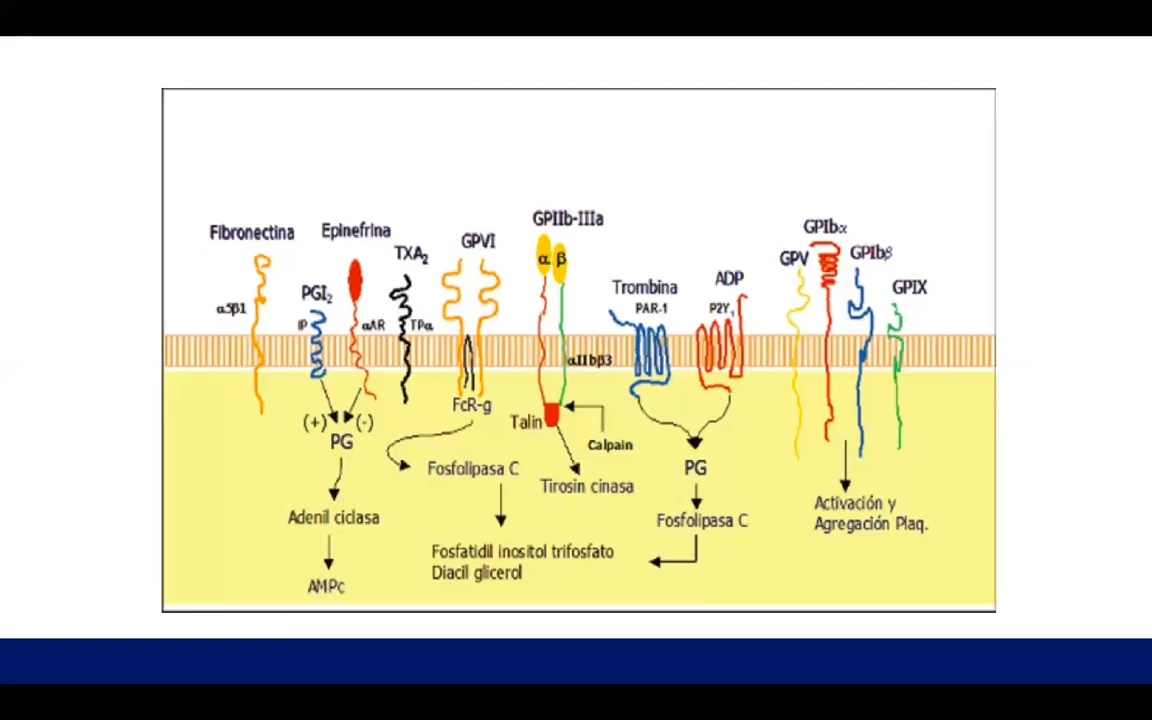 Fibronectina
α5β1
PGI2
IP
Epinefrina
αAR
TXA2
TPα
GPVI
FcR-g
GPIIb-IIIa
α β
αIIbβ3
Talin
Calpain
Tirosin cinasa
Trombina
PAR-1
ADP
P2Y1
GPV
GPIbα
GPIbβ
GPIX
(+) (-)
PG
Adenil ciclasa
AMPc
Fosfolipasa C
Fosfatidil inositol trifosfato
Diacil glicerol
PG
Fosfolipasa C
Activación y
Agregación Plaq.